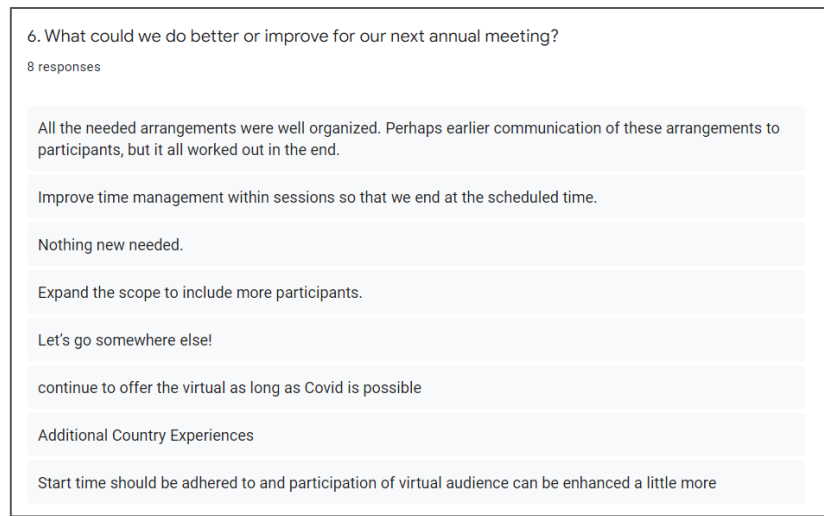 6. What could we do better or improve for our next annual meeting?
8 responses
All the needed arrangements were well organized. Perhaps earlier communication of these arrangements to
participants, but it all worked out in the end.
Improve time management within sessions so that we end at the scheduled time.
Nothing new needed.
Expand the scope to include more participants.
Let's go somewhere else!
continue to offer the virtual as long as Covid is possible
Additional Country Experiences
Start time should be adhered to and participation of virtual audience can be enhanced a little more